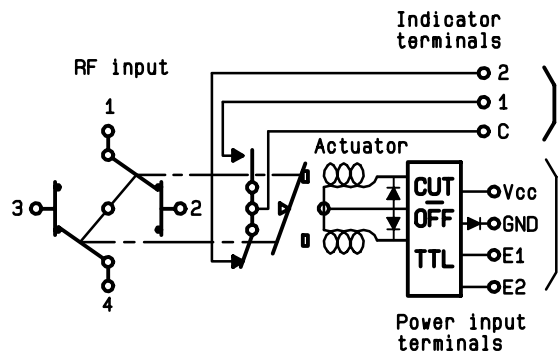 Indicator
terminals
RF input
2
1
1
C
Actuator
CUT
OFF
TTL
Vcc
GND
E1
E2
3
2
4
Power input
terminals